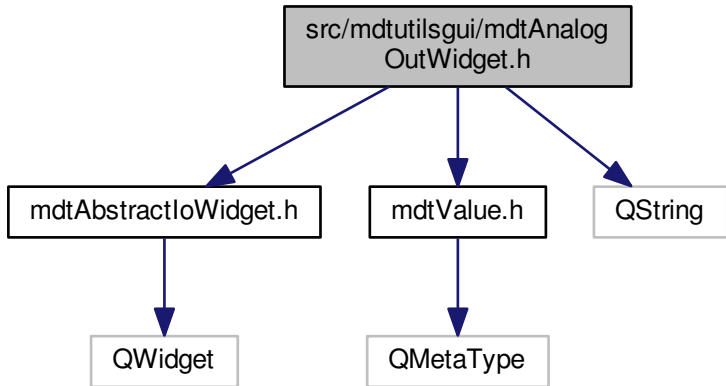 src/mdtutilsgui/mdtAnalog
OutWidget.h
mdtAbstractIoWidget.h
mdtValue.h
QString
QWidget
QMetaType